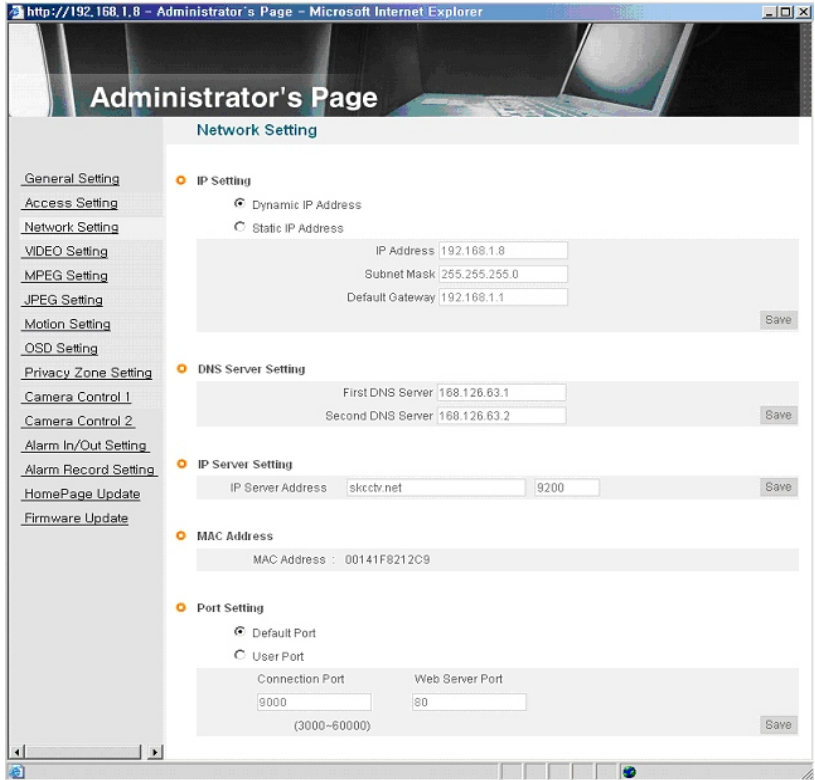 http://192.168.1.8 - Administrator's Page - Microsoft Internet Explorer
Administrator's Page
Network Setting
General Setting
Access Setting
Network Setting
VIDEO Setting
MPEG Setting
JPEG Setting
Motion Setting
OSD Setting
Privacy Zone Setting
Camera Control 1
Camera Control 2
Alarm In/Out Setting
Alarm Record Setting
HomePage Update
Firmware Update
IP Setting
Dynamic IP Address
Static IP Address
IP Address 192.168.1.8
Subnet Mask 255.255.255.0
Default Gateway 192.168.1.1
Save
DNS Server Setting
First DNS Server 168.126.63.1
Second DNS Server 168.126.63.2 Save
IP Server Setting
IP Server Address skcctv.net 9200 Save
MAC Address
MAC Address : 00141F8212C9
Port Setting
Default Port
User Port
Connection Port Web Server Port
9000 80
(3000~60000) Save